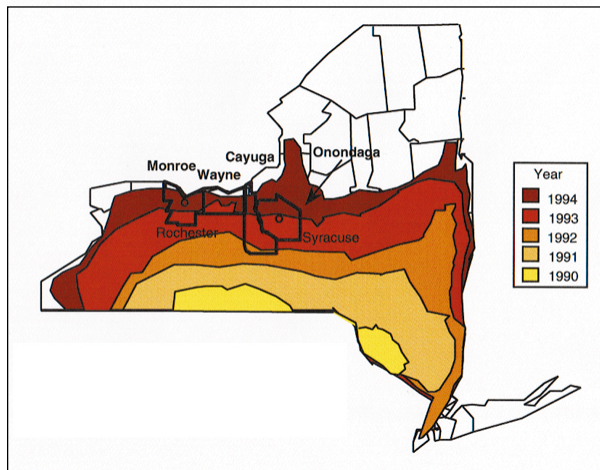 Monroe
Wayne
Cayuga
Onondaga
Rochester
Syracuse
Year
1994
1993
1992
1991
1990